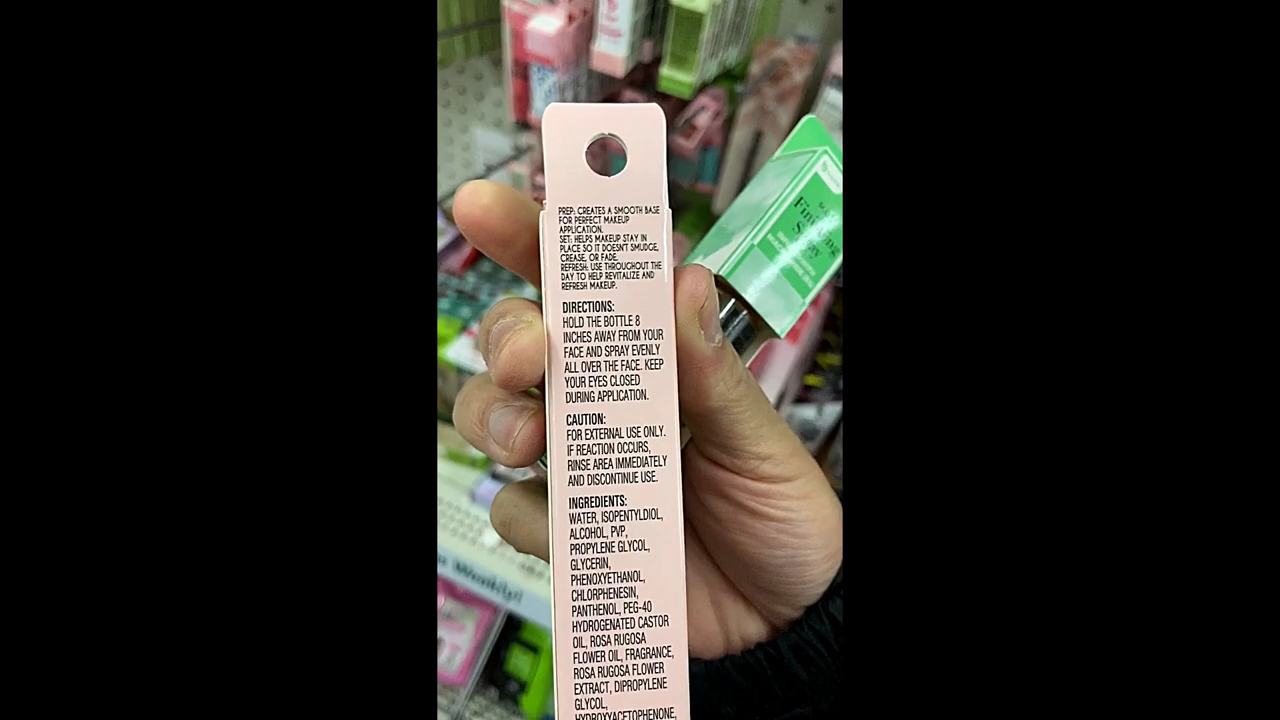 PREP: CREATES A SMOOTH BASE
FOR PERFECT MAKEUP
APPLICATION.
SET: HELPS MAKEUP STAY IN
PLACE SO IT DOESN'T SMUDGE,
CREASE, OR FADE.
REFRESH: USE THROUGHOUT THE
DAY TO HELP REVITALIZE AND
REFRESH MAKEUP.
DIRECTIONS:
HOLD THE BOTTLE 8
INCHES AWAY FROM YOUR
FACE AND SPRAY EVENLY
ALL OVER THE FACE. KEEP
YOUR EYES CLOSED
DURING APPLICATION.
CAUTION:
FOR EXTERNAL USE ONLY.
IF REACTION OCCURS,
RINSE AREA IMMEDIATELY
AND DISCONTINUE USE.
INGREDIENTS:
WATER, ISOPENTYLDIOL,
ALCOHOL, PVP,
PROPYLENE GLYCOL,
GLYCERIN,
PHENOXYETHANOL,
CHLORPHENESIN,
PANTHENOL, PEG-40
HYDROGENATED CASTOR
OIL, ROSA RUGOSA
FLOWER OIL, FRAGRANCE,
ROSA RUGOSA FLOWER
EXTRACT, DIPROPYLENE
GLYCOL,
HYDROXYACETOPHENONE,
Finishing
Spray
Weekly!